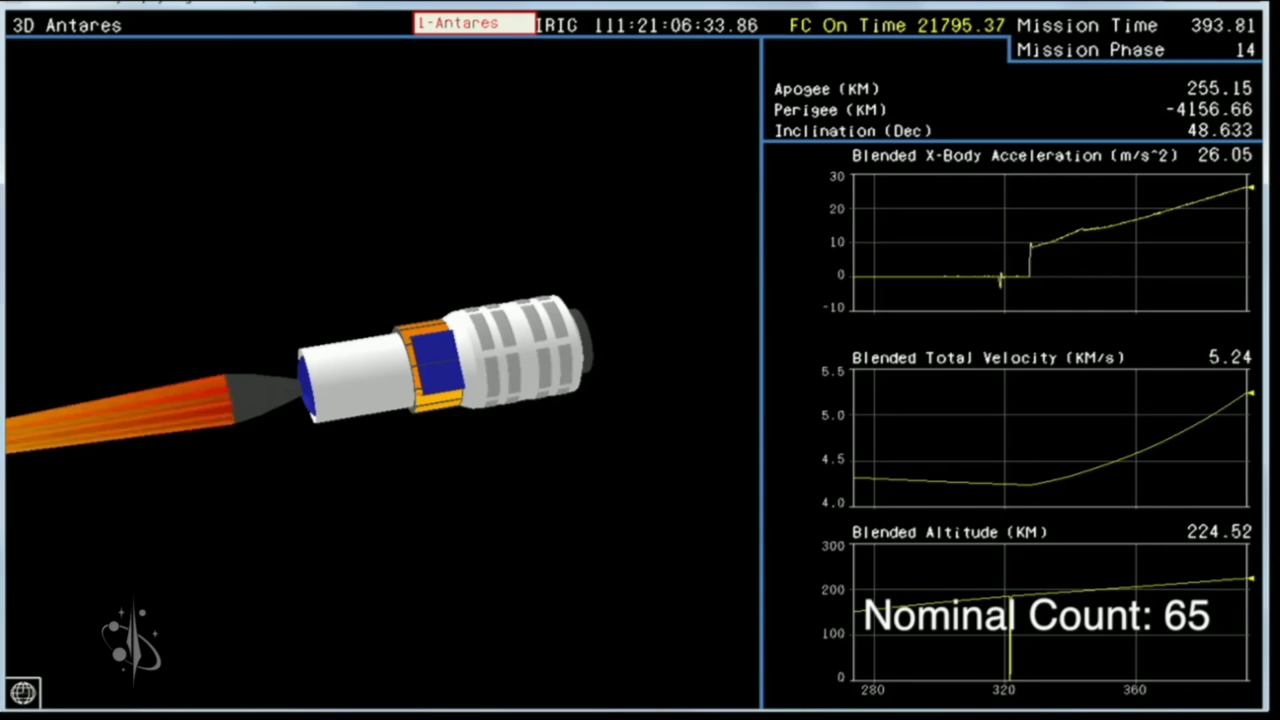 3D Antares
1-Antares
IRIG 111:21:06:33.86
FC On Time 21795.37
Mission Time 393.81
Mission Phase 14
Apogee (KM) 255.15
Perigee (KM) -4156.66
Inclination (Dec) 48.633
Blended X-Body Acceleration (m/s^2) 26.05
30
20
10
0
-10
Blended Total Velocity (KM/s) 5.24
5.5
5.0
4.5
4.0
Blended Altitude (KM) 224.52
300
200
100
0
Nominal Count: 65
280 320 360